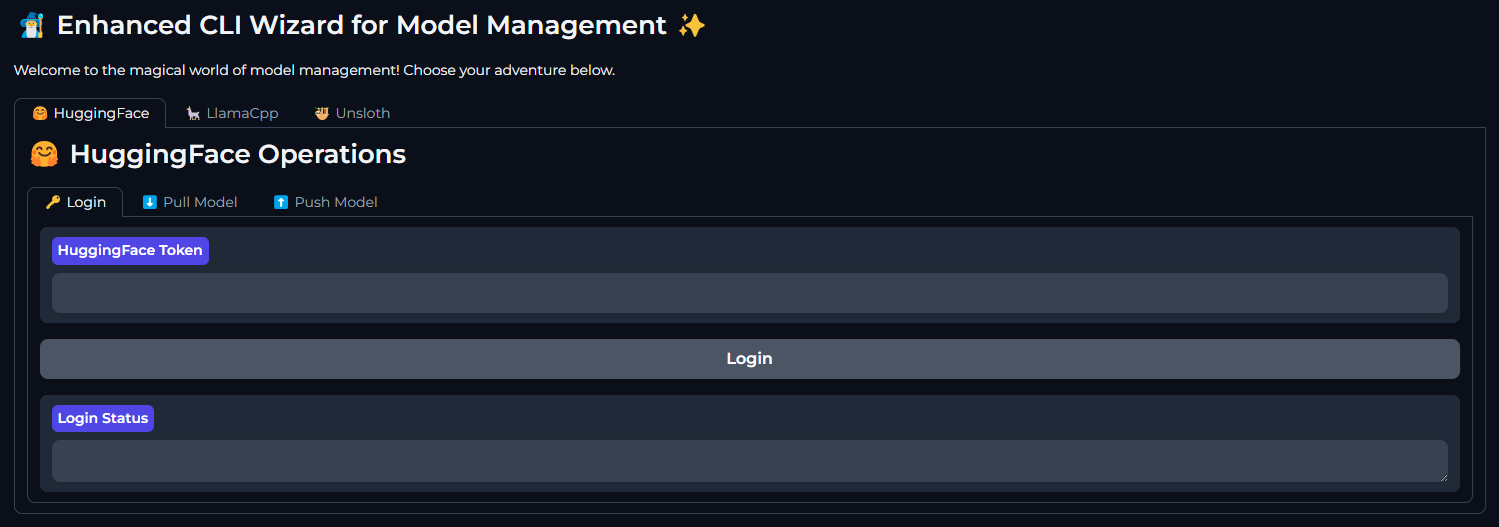 🧙‍♂️ Enhanced CLI Wizard for Model Management ✨
Welcome to the magical world of model management! Choose your adventure below.
🤗 HuggingFace 🦙 LlamaCpp 🦥 Unsloth
🤗 HuggingFace Operations
🔑 Login ⬇️ Pull Model ⬆️ Push Model
HuggingFace Token
Login
Login Status